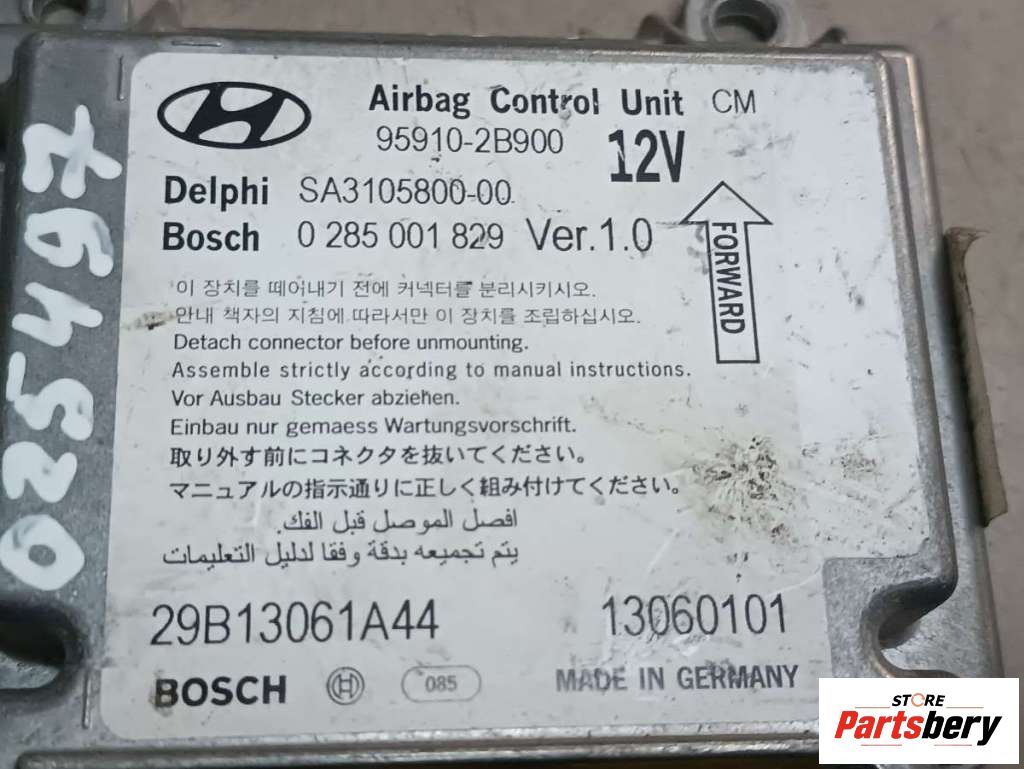 Airbag Control Unit CM
95910-2B900
12V
Delphi SA3105800-00
Bosch 0 285 001 829 Ver.1.0
FORWARD
이 장치를 떼어내기 전에 커넥터를 분리시키시오.
안내 책자의 지침에 따라서만 이 장치를 조립하십시오.
Detach connector before unmounting.
Assemble strictly according to manual instructions.
Vor Ausbau Stecker abziehen.
Einbau nur gemaess Wartungsvorschrift.
取り外す前にコネクタを抜いてください。
マニュアルの指示通りに正しく組み付けてください。
افصل الموصل قبل الفك.
يتم تجميعه بدقة وفقا لدليل التعليمات
29B13061A44 13060101
BOSCH 085 MADE IN GERMANY
025497
STORE
Partsbery